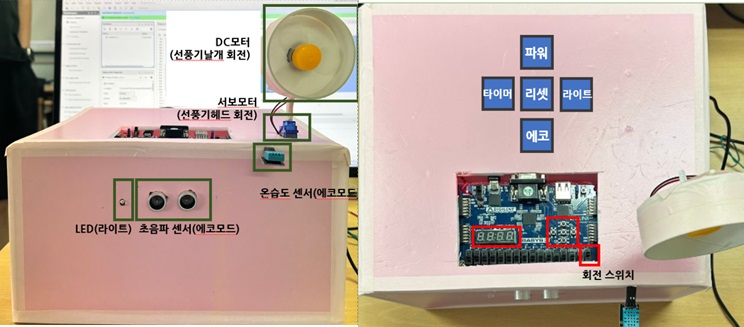 DC모터
(선풍기날개 회전)
서보모터
(선풍기헤드 회전)
온습도 센서(에코모드
LED(라이트)
초음파 센서(에코모드)
파워
타이머
리셋
라이트
에코
BASYS
회전 스위치